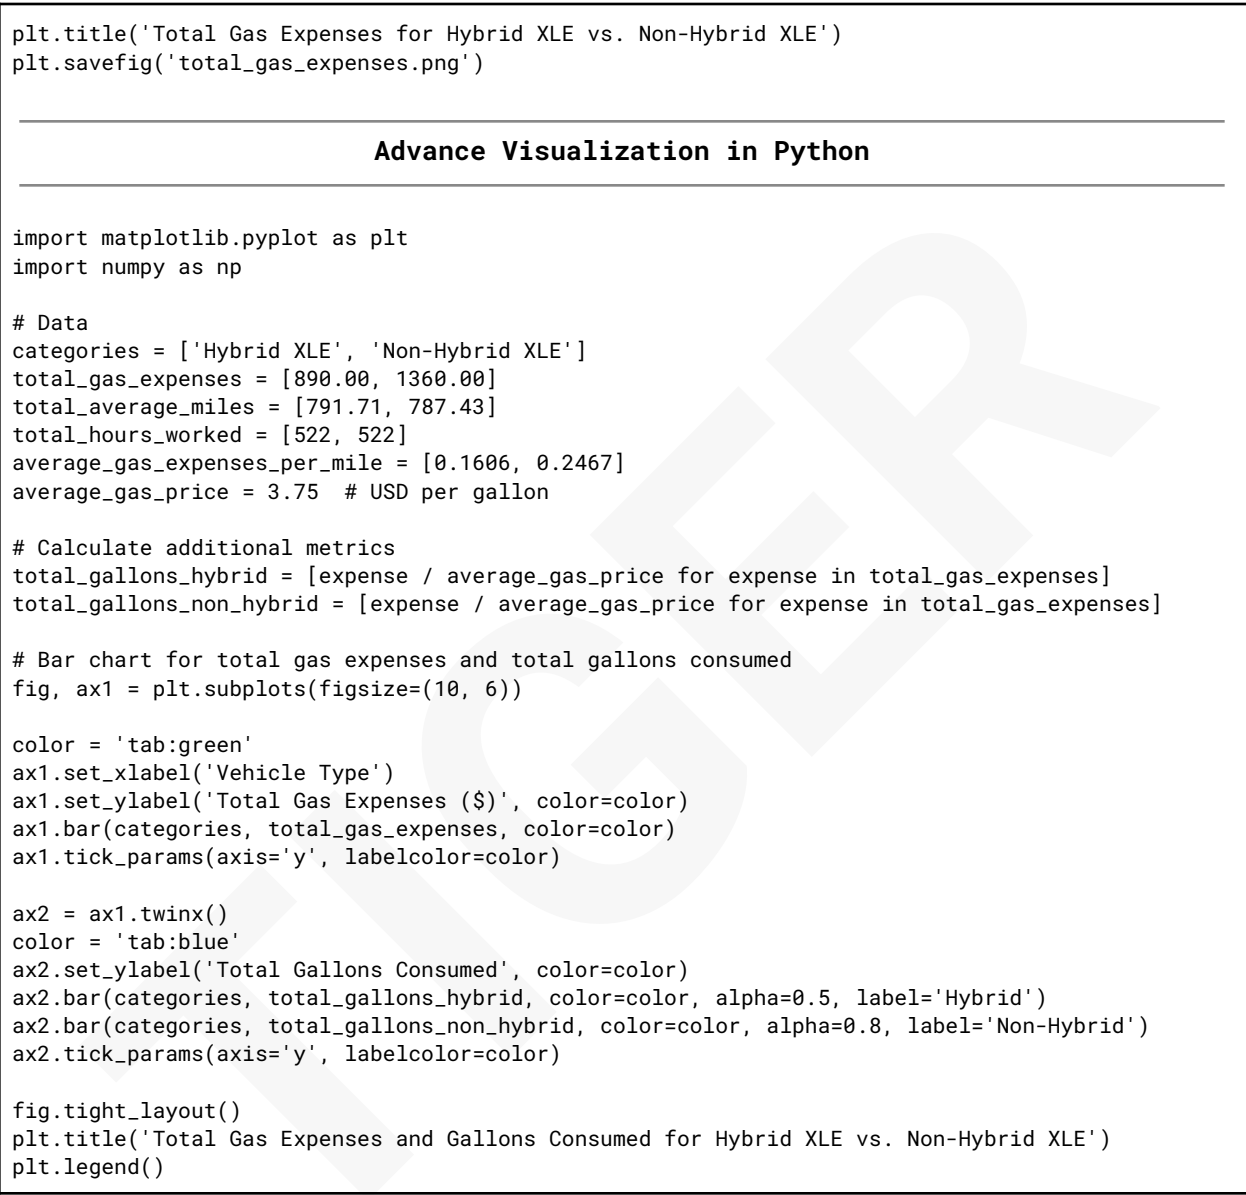 plt.title('Total Gas Expenses for Hybrid XLE vs. Non-Hybrid XLE')
plt.savefig('total_gas_expenses.png')
Advance Visualization in Python
import matplotlib.pyplot as plt
import numpy as np
# Data
categories = ['Hybrid XLE', 'Non-Hybrid XLE']
total_gas_expenses = [890.00, 1360.00]
total_average_miles = [791.71, 787.43]
total_hours_worked = [522, 522]
average_gas_expenses_per_mile = [0.1606, 0.2467]
average_gas_price = 3.75  # USD per gallon
# Calculate additional metrics
total_gallons_hybrid = [expense / average_gas_price for expense in total_gas_expenses]
total_gallons_non_hybrid = [expense / average_gas_price for expense in total_gas_expenses]
# Bar chart for total gas expenses and total gallons consumed
fig, ax1 = plt.subplots(figsize=(10, 6))
color = 'tab:green'
ax1.set_xlabel('Vehicle Type')
ax1.set_ylabel('Total Gas Expenses ($)', color=color)
ax1.bar(categories, total_gas_expenses, color=color)
ax1.tick_params(axis='y', labelcolor=color)
ax2 = ax1.twinx()
color = 'tab:blue'
ax2.set_ylabel('Total Gallons Consumed', color=color)
ax2.bar(categories, total_gallons_hybrid, color=color, alpha=0.5, label='Hybrid')
ax2.bar(categories, total_gallons_non_hybrid, color=color, alpha=0.8, label='Non-Hybrid')
ax2.tick_params(axis='y', labelcolor=color)
fig.tight_layout()
plt.title('Total Gas Expenses and Gallons Consumed for Hybrid XLE vs. Non-Hybrid XLE')
plt.legend()
TIGER